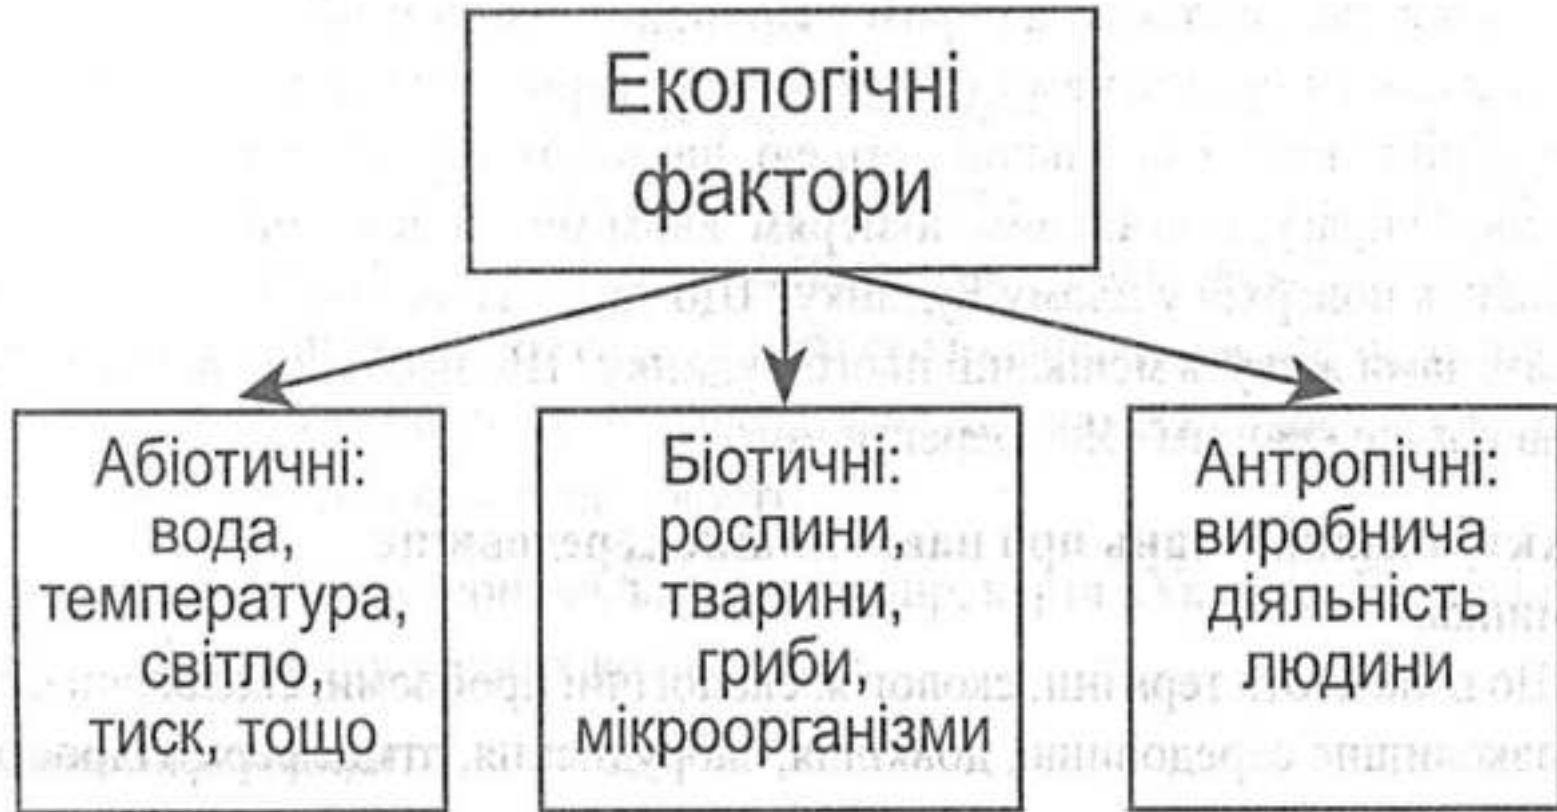 Екологічні
фактори
Абіотичні:
вода,
температура,
світло,
тиск, тощо
Біотичні:
рослини,
тварини,
гриби,
мікроорганізми
Антропічні:
виробнича
діяльність
людини